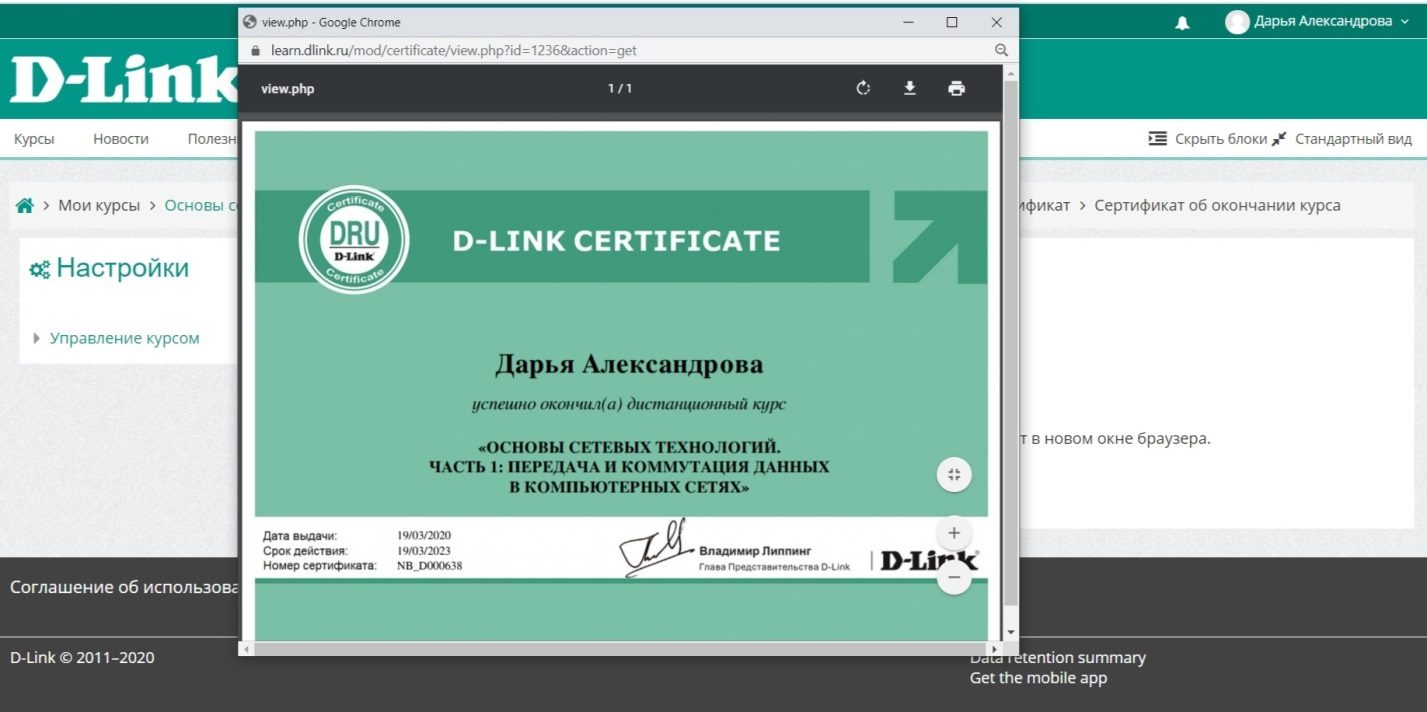 view.php - Google Chrome
learn.dlink.ru/mod/certificate/view.php?id=1236&action=get
Дарья Александрова
D-Link
view.php
1 / 1
Курсы
Новости
Скрыть блоки
Стандартный вид
Мои курсы
Основы
Сертификат об окончании курса
Настройки
Управление курсом
Certificate
DRU
D-Link
Certificate
D-LINK CERTIFICATE
Дарья Александрова
успешно окончил(а) дистанционный курс
«ОСНОВЫ СЕТЕВЫХ ТЕХНОЛОГИЙ.
ЧАСТЬ 1: ПЕРЕДАЧА И КОММУТАЦИЯ ДАННЫХ
В КОМПЬЮТЕРНЫХ СЕТЯХ»
в новом окне браузера.
Дата выдачи: 19/03/2020
Срок действия: 19/03/2023
Номер сертификата: NB_D000638
Владимир Липпинг
Глава Представительства D-Link
D-Link
Соглашение об
D-Link © 2011–2020
Data retention summary
Get the mobile app